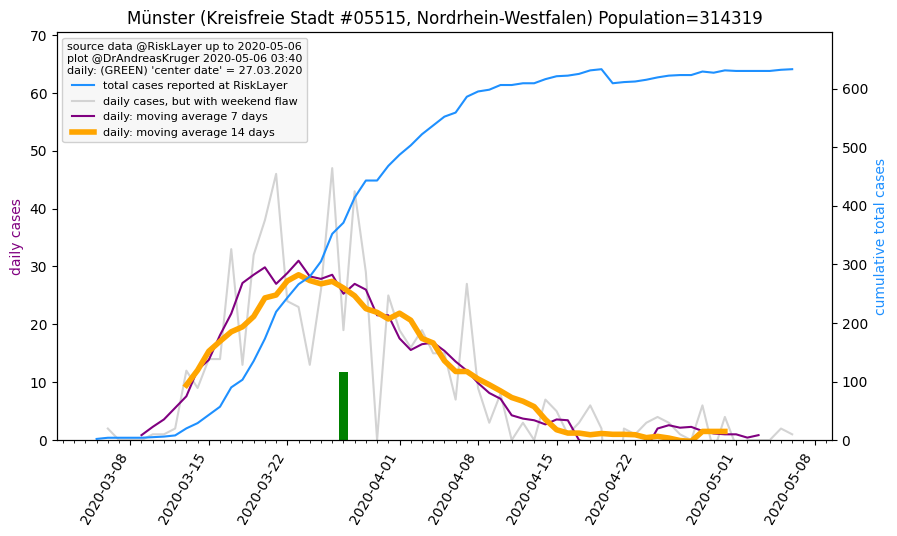 Münster (Kreisfreie Stadt #05515, Nordrhein-Westfalen) Population=314319
source data @RiskLayer up to 2020-05-06
plot @DrAndreasKruger 2020-05-06 03:40
daily: (GREEN) 'center date' = 27.03.2020
total cases reported at RiskLayer
daily cases, but with weekend flaw
daily: moving average 7 days
daily: moving average 14 days
70
60
50
40
30
20
10
0
daily cases
600
500
400
300
200
100
0
cumulative total cases
2020-03-08
2020-03-15
2020-03-22
2020-04-01
2020-04-08
2020-04-15
2020-04-22
2020-05-01
2020-05-08